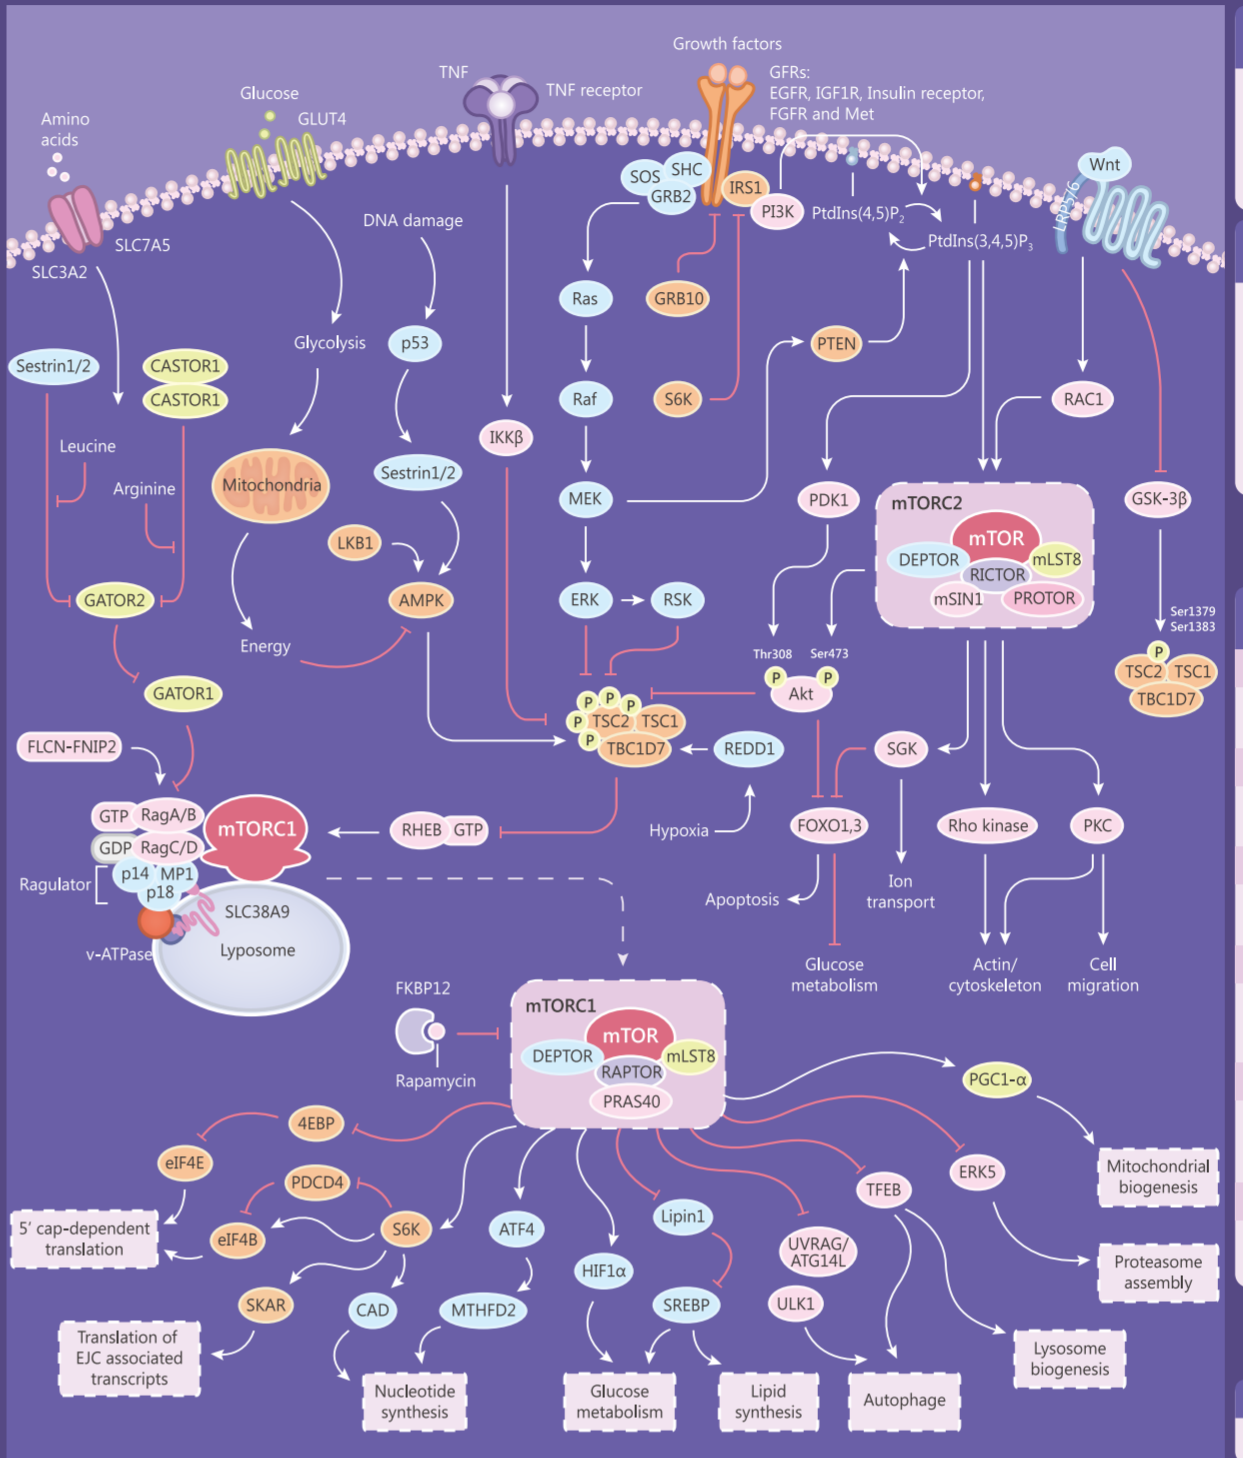 Growth factors
GFRs:
EGFR, IGF1R, Insulin receptor,
FGFR and Met
TNF
TNF receptor
Glucose
GLUT4
Amino
acids
SLC7A5
SLC3A2
DNA damage
SOS
SHC
GRB2
IRS1
PI3K
PtdIns(4,5)P2
PtdIns(3,4,5)P3
Wnt
LRP5/6
Ras
GRB10
Glycolysis
p53
PTEN
Sestrin1/2
CASTOR1
CASTOR1
Raf
S6K
RAC1
IKKβ
Leucine
Arginine
Mitochondria
Sestrin1/2
MEK
PDK1
GSK-3β
mTORC2
mTOR
DEPTOR
mLST8
RICTOR
mSIN1
PROTOR
LKB1
AMPK
GATOR2
ERK
RSK
Ser1379
Ser1383
P
TSC2
TSC1
TBC1D7
Energy
Thr308
Ser473
P
P
Akt
GATOR1
P
P
P
P
P
TSC2
TSC1
TBC1D7
REDD1
SGK
FLCN-FNIP2
GTP
RagA/B
GDP
RagC/D
mTORC1
RHEB
GTP
Hypoxia
FOXO1,3
Rho kinase
PKC
Ragulator
p14
MP1
p18
SLC38A9
Lyposome
v-ATPase
Apoptosis
Ion
transport
Glucose
metabolism
Actin/
cytoskeleton
Cell
migration
FKBP12
Rapamycin
mTORC1
mTOR
DEPTOR
mLST8
RAPTOR
PRAS40
PGC1-α
4EBP
eIF4E
PDCD4
eIF4B
S6K
ATF4
Lipin1
TFEB
ERK5
Mitochondrial
biogenesis
5' cap-dependent
translation
UVRAG/
ATG14L
HIF1α
SKAR
CAD
MTHFD2
SREBP
ULK1
Proteasome
assembly
Translation of
EJC associated
transcripts
Lysosome
biogenesis
Nucleotide
synthesis
Glucose
metabolism
Lipid
synthesis
Autophage